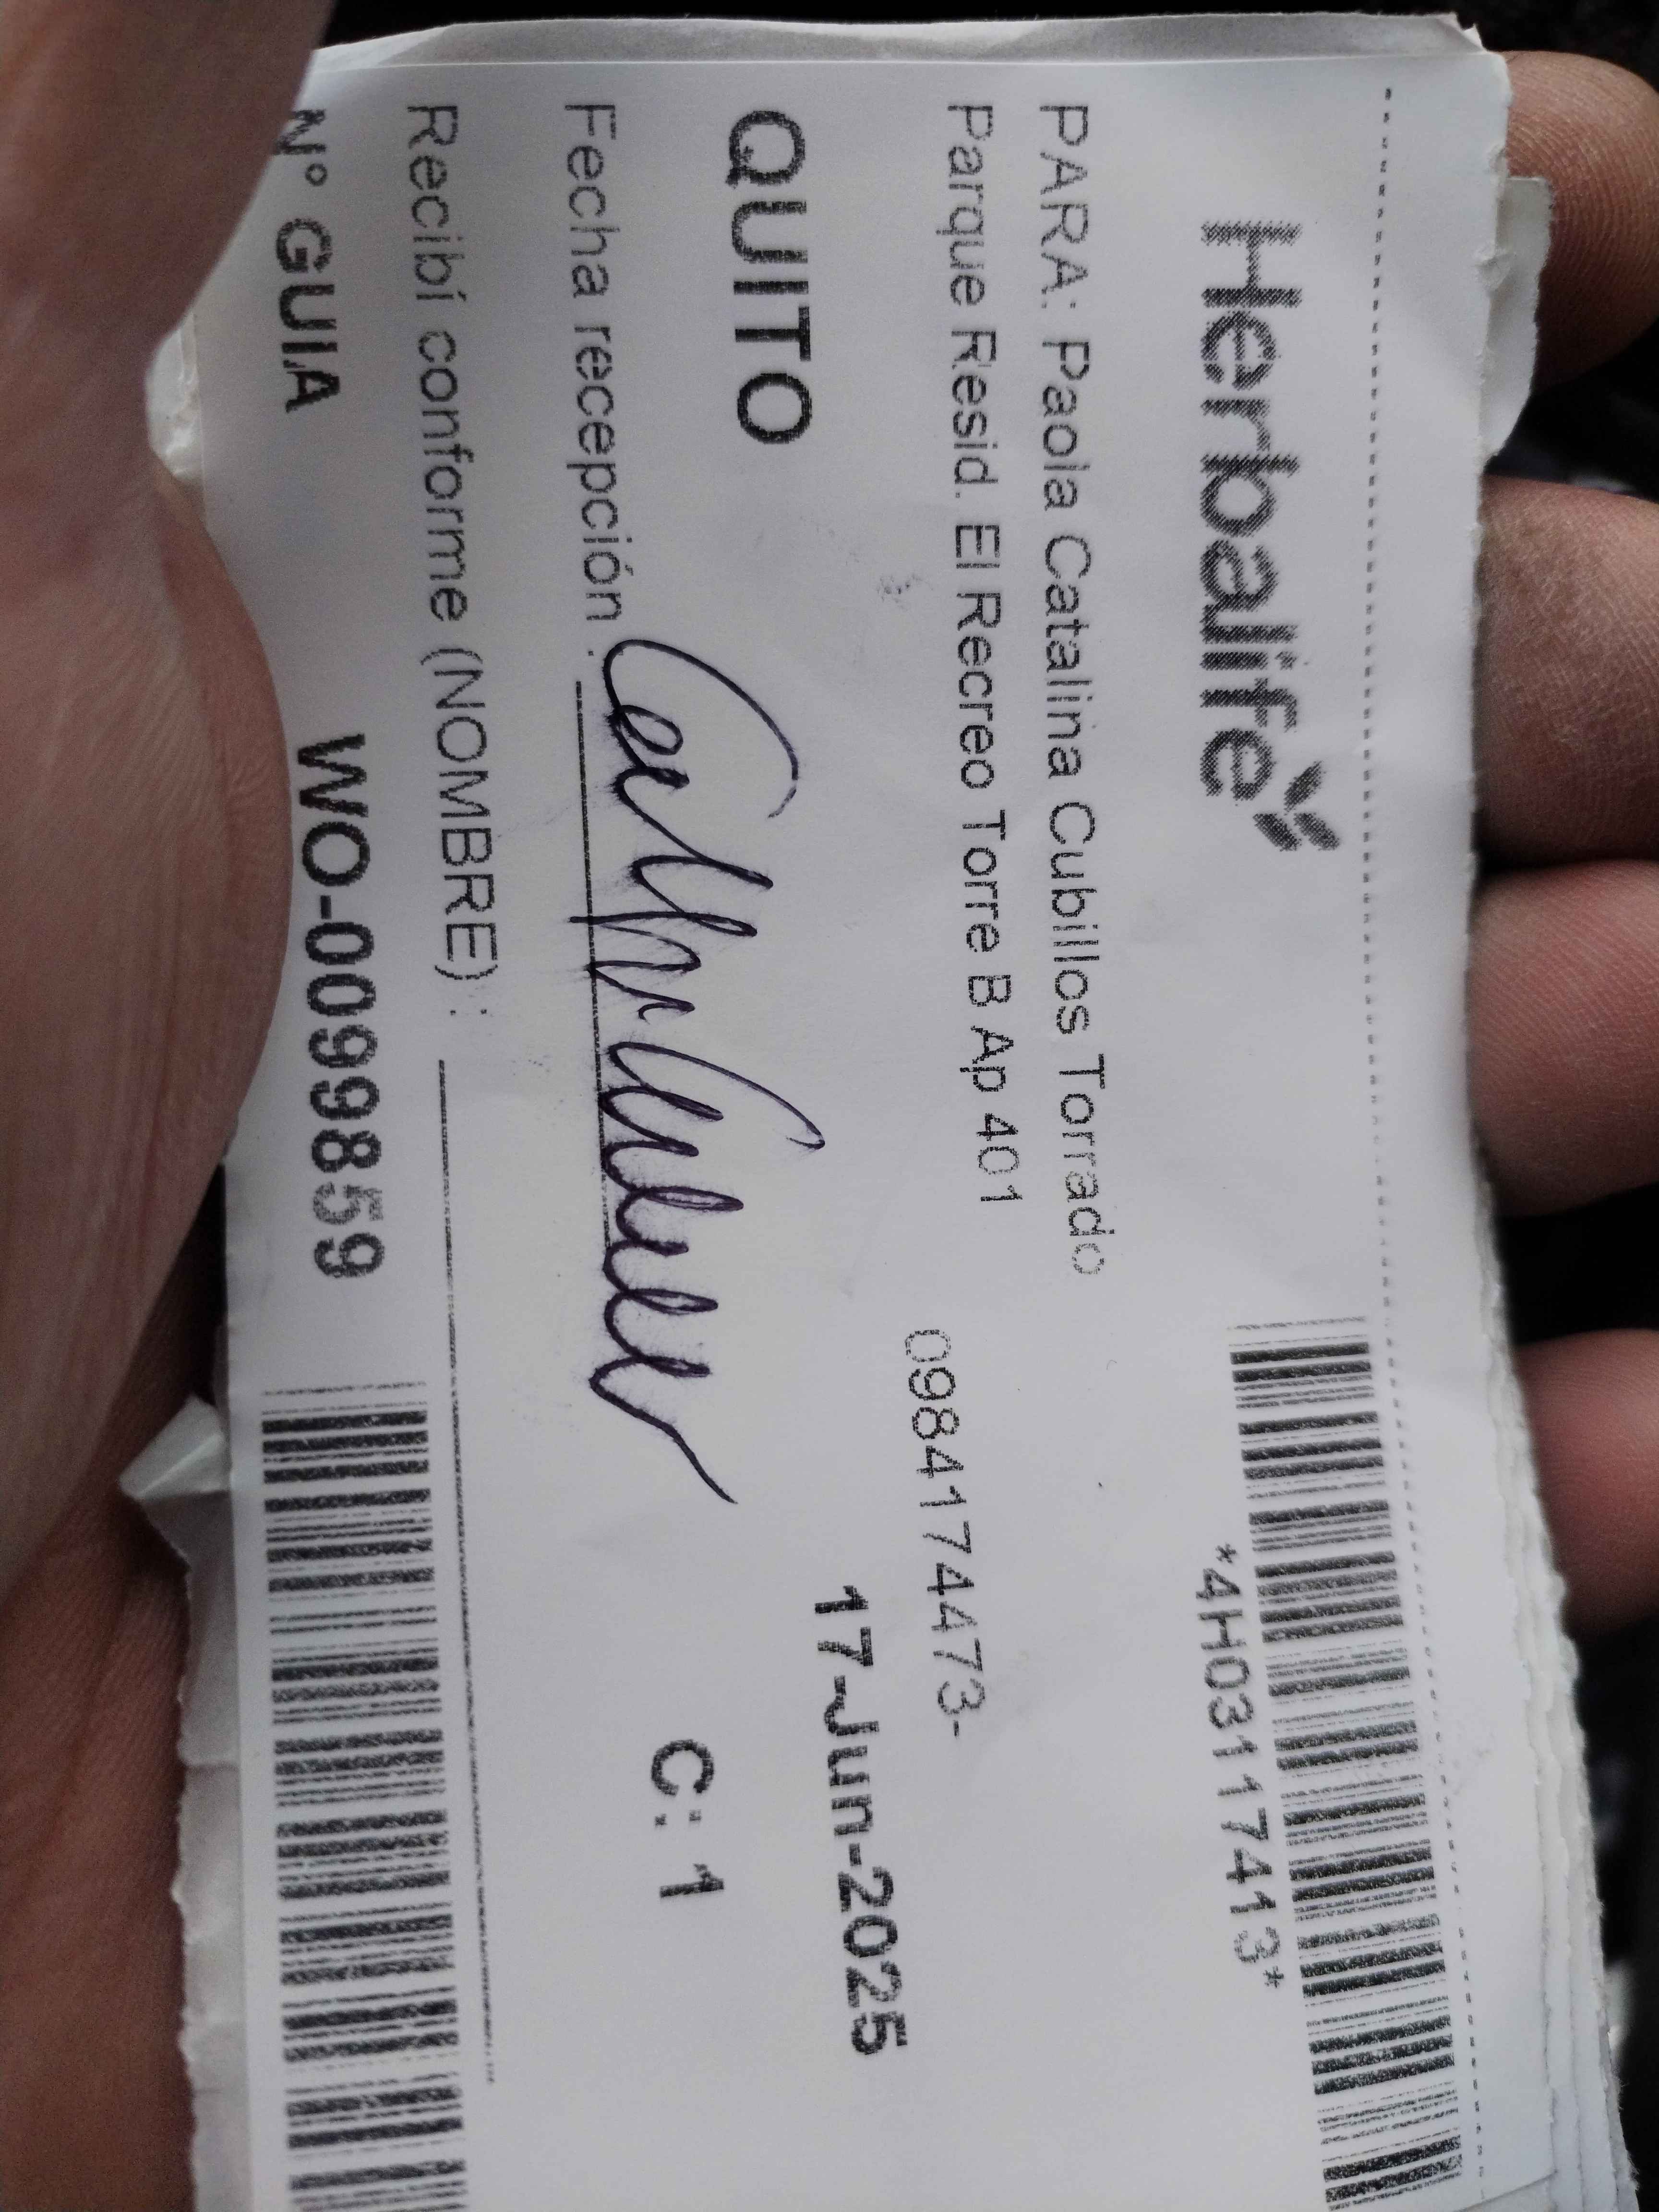 Herbalife
*4H03117413*
PARA: Paola Catalina Cubillos Torrado
Parque Resid. El Recreo Torre B Ap 401
0984174473-
QUITO
17-Jun-2025
Fecha recepción :
C: 1
Recibí conforme (NOMBRE) :
N° GUIA WO-0099859